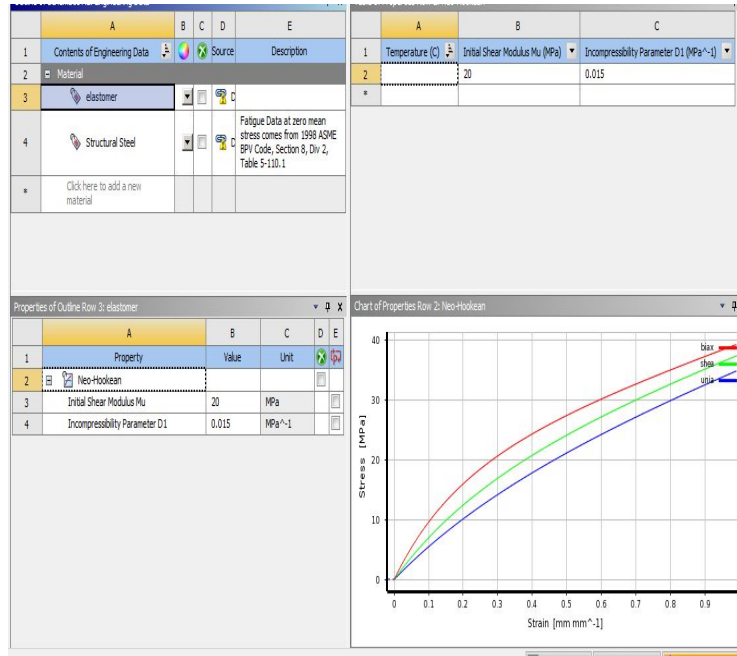 A B C D E
1 Contents of Engineering Data Source Description
2 Material
3 elastomer D
4 Structural Steel D Fatigue Data at zero mean
stress comes from 1998 ASME
BPV Code, Section 8, Div 2,
Table 5-110.1
* Click here to add a new
material
A B C
1 Temperature (C) Initial Shear Modulus Mu (MPa) Incompressibility Parameter D1 (MPa^-1)
2 20 0.015
*
Properties of Outline Row 3: elastomer
A B C D E
1 Property Value Unit
2 Neo-Hookean
3 Initial Shear Modulus Mu 20 MPa
4 Incompressibility Parameter D1 0.015 MPa^-1
Chart of Properties Row 2: Neo-Hookean
biax
shea
unia
40
30
20
10
0
Stress [MPa]
0 0.1 0.2 0.3 0.4 0.5 0.6 0.7 0.8 0.9
Strain [mm mm^-1]